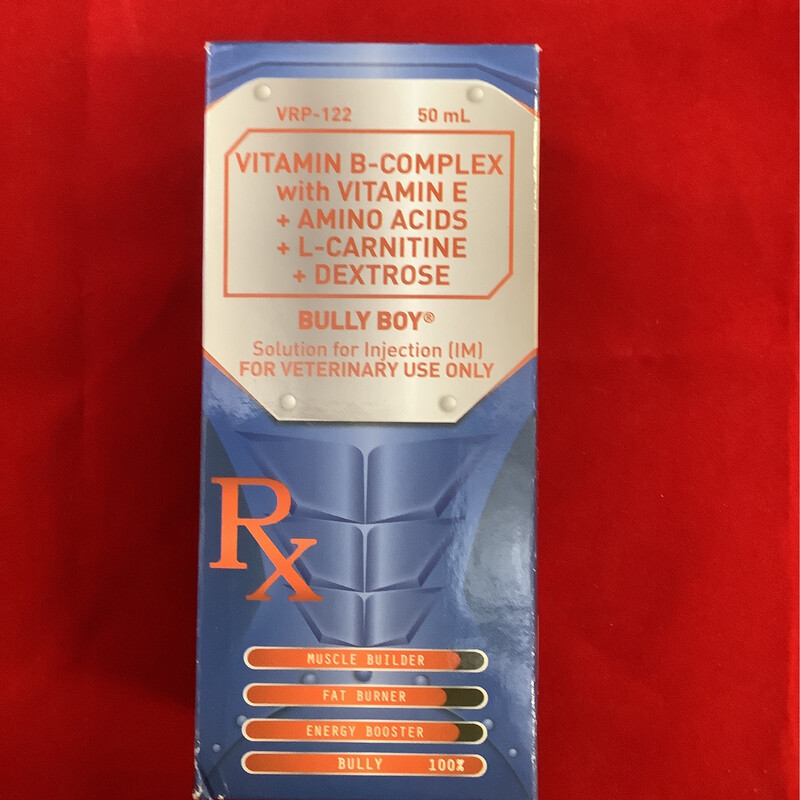 VRP-122 50 mL
VITAMIN B-COMPLEX
with VITAMIN E
+ AMINO ACIDS
+ L-CARNITINE
+ DEXTROSE
BULLY BOY®
Solution for Injection (IM)
FOR VETERINARY USE ONLY
Rx
MUSCLE BUILDER
FAT BURNER
ENERGY BOOSTER
BULLY 100%